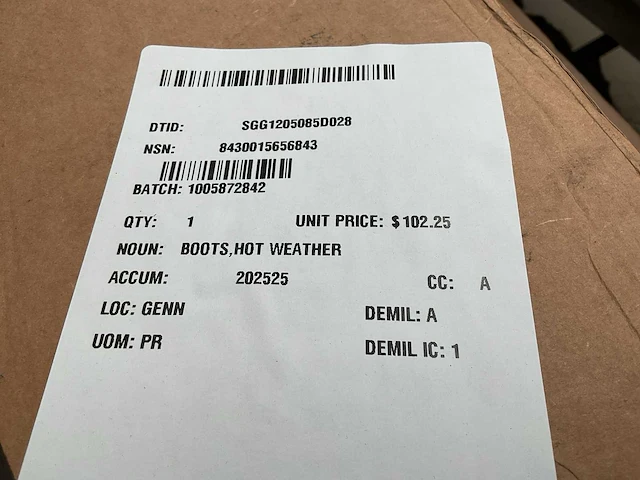 DTID: SGG1205085D028
NSN: 8430015656843
BATCH: 1005872842
QTY: 1 UNIT PRICE: $102.25
NOUN: BOOTS,HOT WEATHER
ACCUM: 202525 CC: A
LOC: GENN DEMIL: A
UOM: PR DEMIL IC: 1